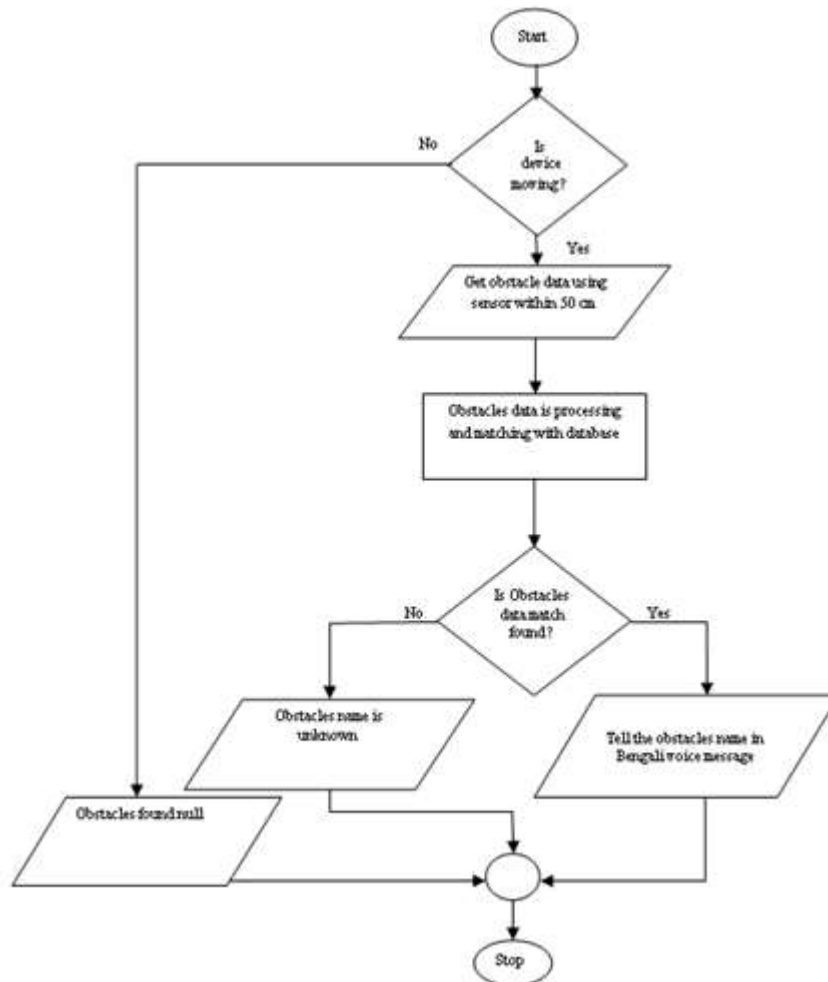 Start
Is
device
moving?
No
Yes
Get obstacle data using
sensor within 50 cm
Obstacles data is processing
and matching with database
Is Obstacles
data match
found?
No
Yes
Obstacles name is
unknown
Tell the obstacles name in
Bengali voice message
Obstacles found null
Stop